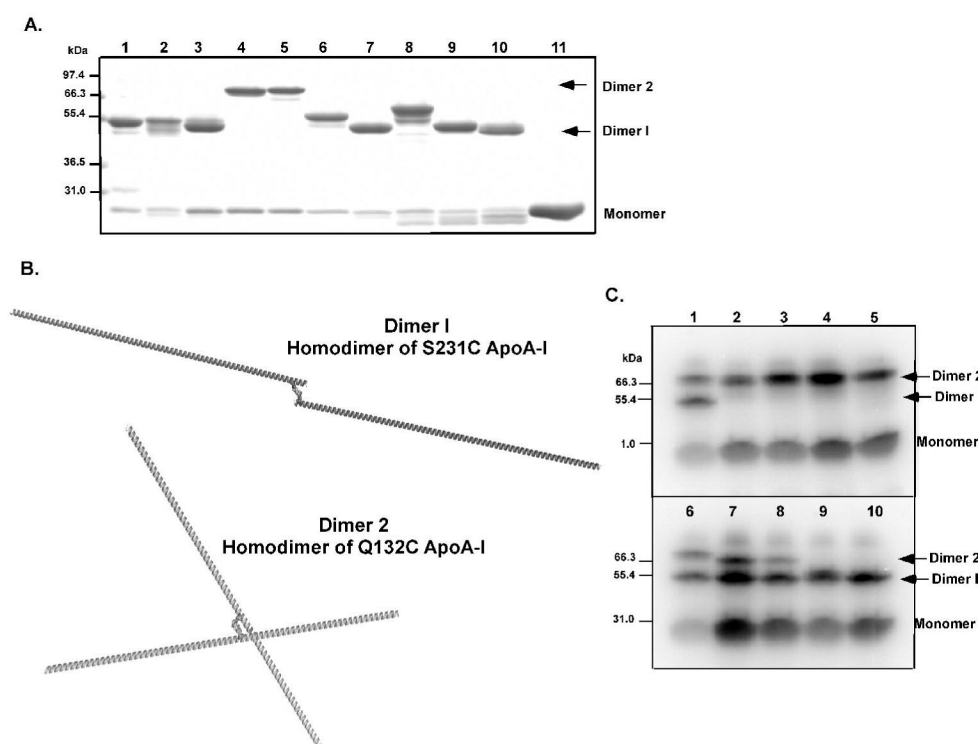 A.
kDa 1 2 3 4 5 6 7 8 9 10 11
97.4
Dimer 2
66.3
55.4
Dimer I
36.5
31.0
Monomer
B.
Dimer I
Homodimer of S231C ApoA-I
Dimer 2
Homodimer of Q132C ApoA-I
C.
1 2 3 4 5
kDa
Dimer 2
66.3
Dimer
55.4
1.0
Monomer
6 7 8 9 10
Dimer 2
66.3
55.4
Dimer I
31.0
Monomer